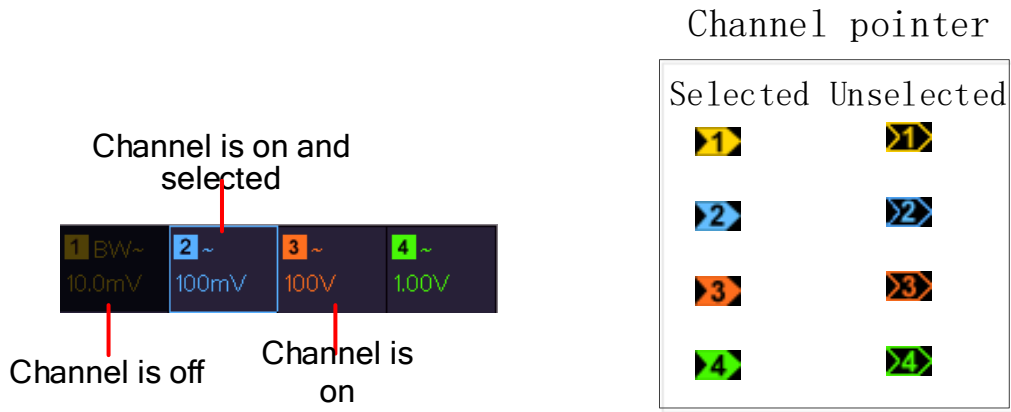 Channel pointer
Selected Unselected
1 1
2 2
3 3
4 4
Channel is on and
selected
1 BW~ 2 ~ 3 ~ 4 ~
10.0mV 100mV 100V 1.00V
Channel is off
Channel is
on